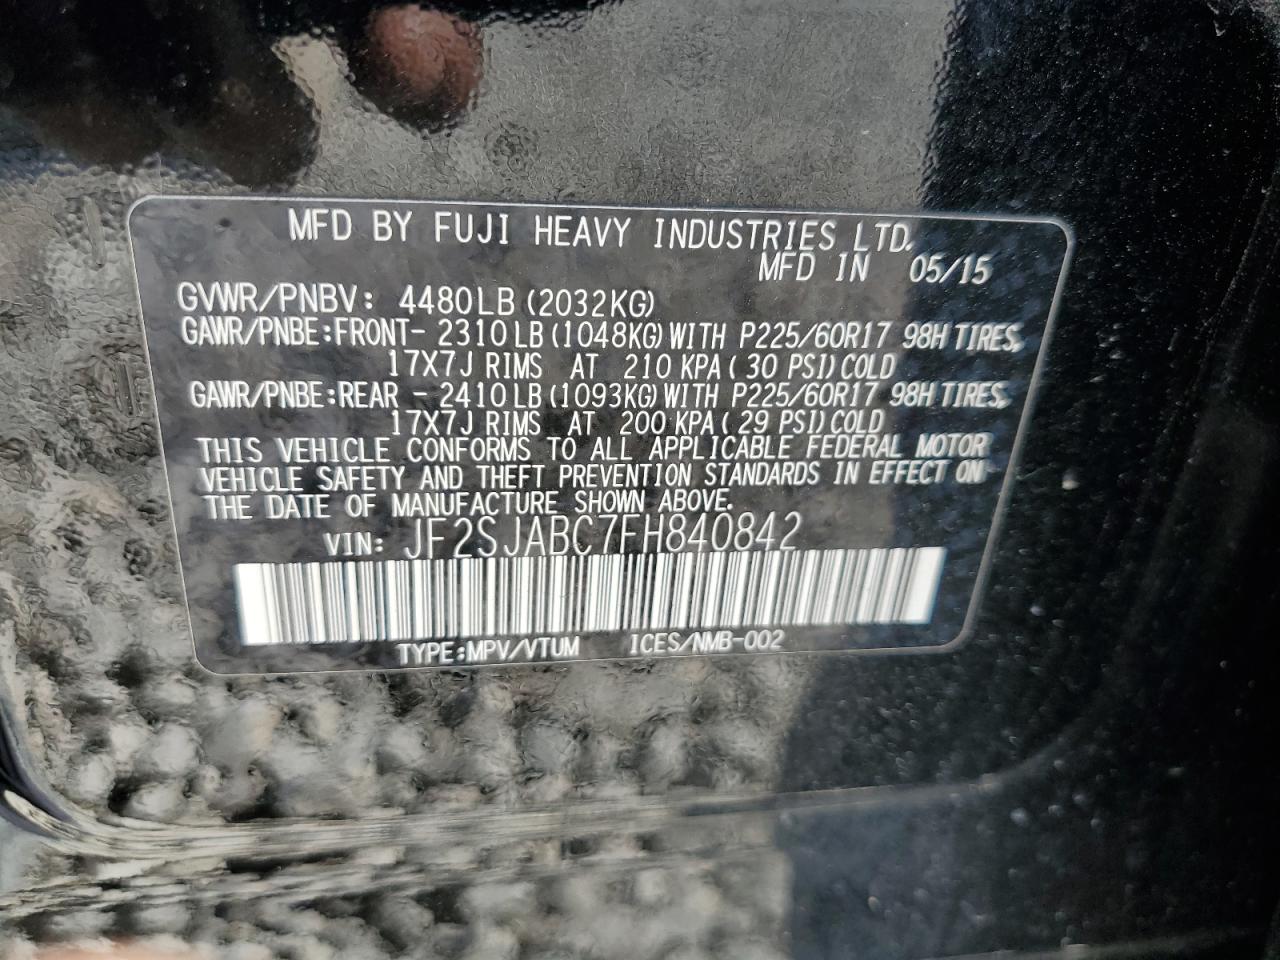 MFD BY FUJI HEAVY INDUSTRIES LTD.
MFD IN 05/15
GVWR/PNBV: 4480LB (2032KG)
GAWR/PNBE:FRONT- 2310LB (1048KG) WITH P225/60R17 98H TIRES,
17X7J RIMS AT 210 KPA ( 30 PSI) COLD
GAWR/PNBE:REAR - 2410LB (1093KG) WITH P225/60R17 98H TIRES,
17X7J RIMS AT 200 KPA ( 29 PSI) COLD
THIS VEHICLE CONFORMS TO ALL APPLICABLE FEDERAL MOTOR
VEHICLE SAFETY AND THEFT PREVENTION STANDARDS IN EFFECT ON
THE DATE OF MANUFACTURE SHOWN ABOVE.
VIN: JF2SJABC7FH840842
TYPE:MPV/VTUM ICES/NMB-002